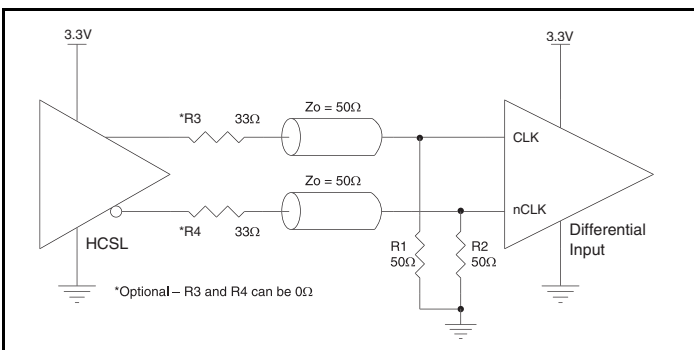 3.3V
3.3V
*R3 33Ω
Zo = 50Ω
CLK
Zo = 50Ω
nCLK
*R4 33Ω
HCSL
R1
50Ω
R2
50Ω
Differential
Input
*Optional – R3 and R4 can be 0Ω